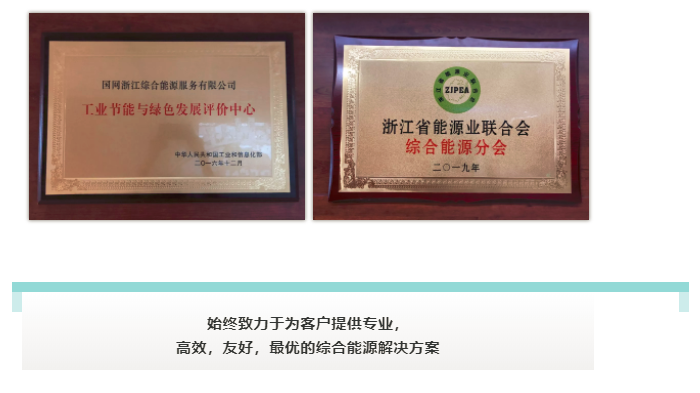 国网浙江综合能源服务有限公司
工业节能与绿色发展评价中心
中华人民共和国工业和信息化部
二〇一六年十二月
ZIPEA
浙江省能源业联合会
综合能源分会
二〇一九年
始终致力于为客户提供专业，
高效，友好，最优的综合能源解决方案